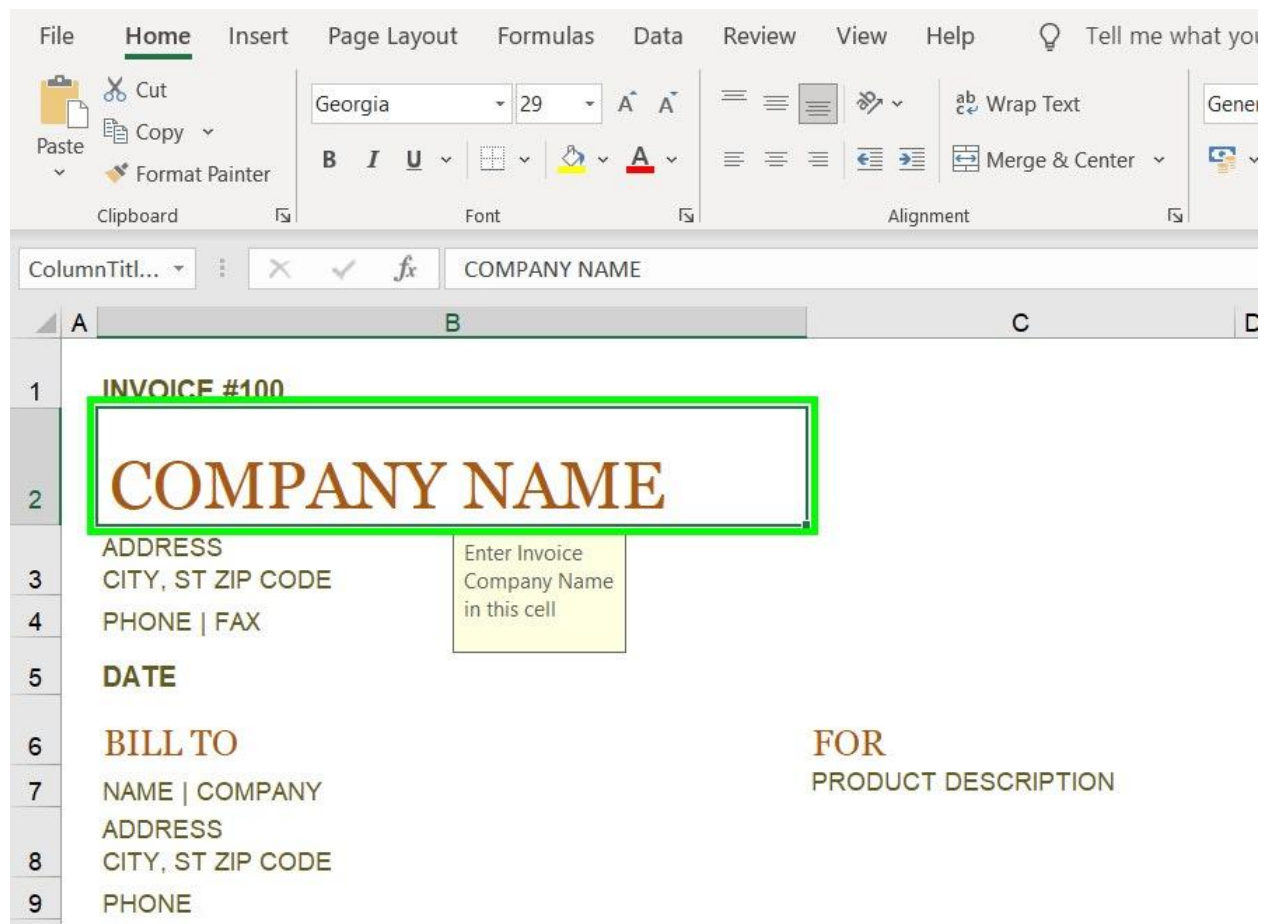 File Home Insert Page Layout Formulas Data Review View Help Tell me what you
Paste
Cut
Copy
Format Painter
Clipboard
Georgia 29 A A
B I U A
Font
ab Wrap Text
c
Merge & Center
Alignment
Gener
ColumnTitl... fx COMPANY NAME
A B C D
1 INVOICE #100
2 COMPANY NAME
Enter Invoice
Company Name
in this cell
ADDRESS
3 CITY, ST ZIP CODE
4 PHONE | FAX
5 DATE
6 BILL TO FOR
7 NAME | COMPANY PRODUCT DESCRIPTION
ADDRESS
8 CITY, ST ZIP CODE
9 PHONE